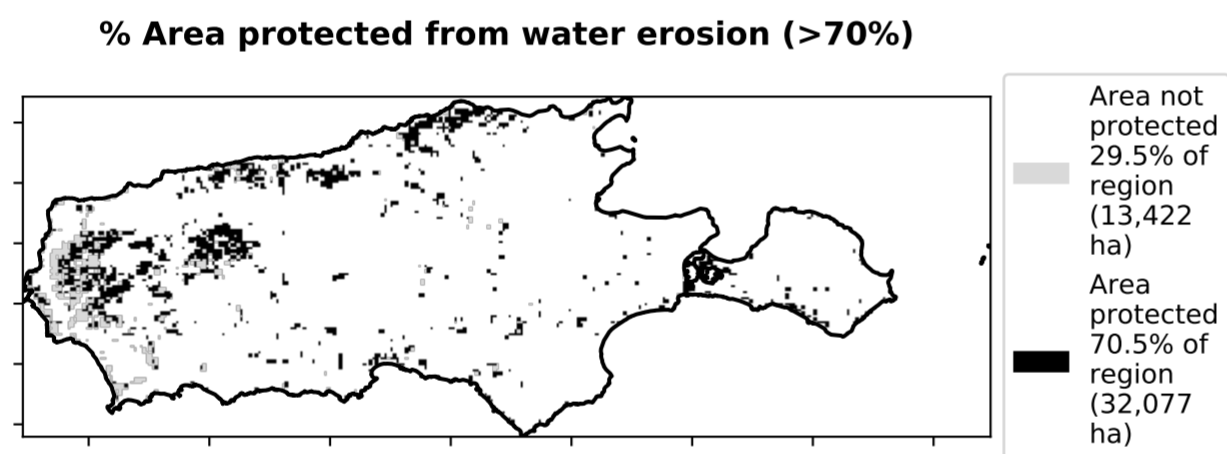 % Area protected from water erosion (>70%)
Area not
protected
29.5% of
region
(13,422
ha)
Area
protected
70.5% of
region
(32,077
ha)